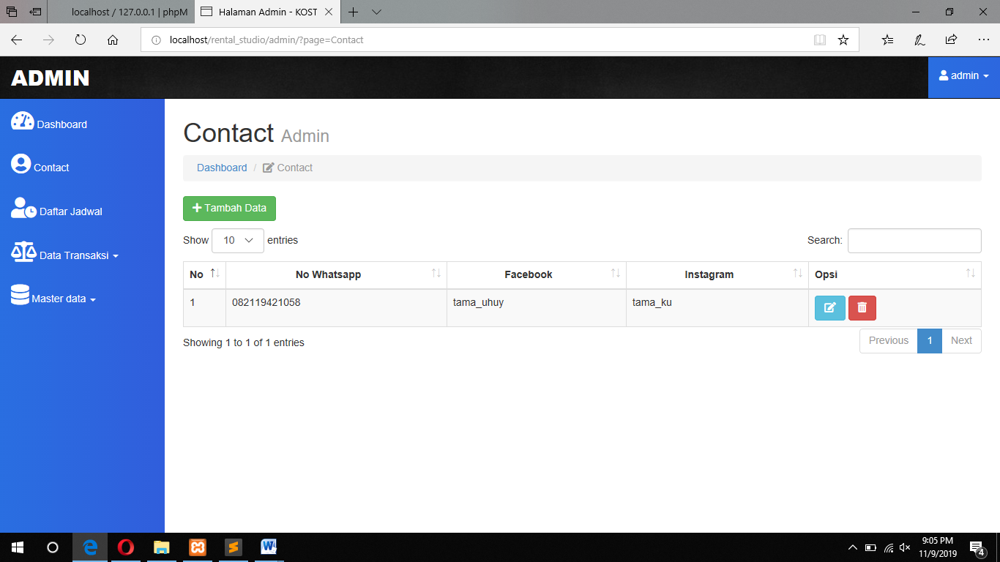 localhost / 127.0.0.1 | phpM
Halaman Admin - KOST
localhost/rental_studio/admin/?page=Contact
ADMIN
admin
Dashboard
Contact
Daftar Jadwal
Data Transaksi
Master data
Contact Admin
Dashboard / Contact
Tambah Data
Show 10 entries
Search:
No No Whatsapp Facebook Instagram Opsi
1 082119421058 tama_uhuy tama_ku
Showing 1 to 1 of 1 entries
Previous 1 Next
9:05 PM
11/9/2019
4